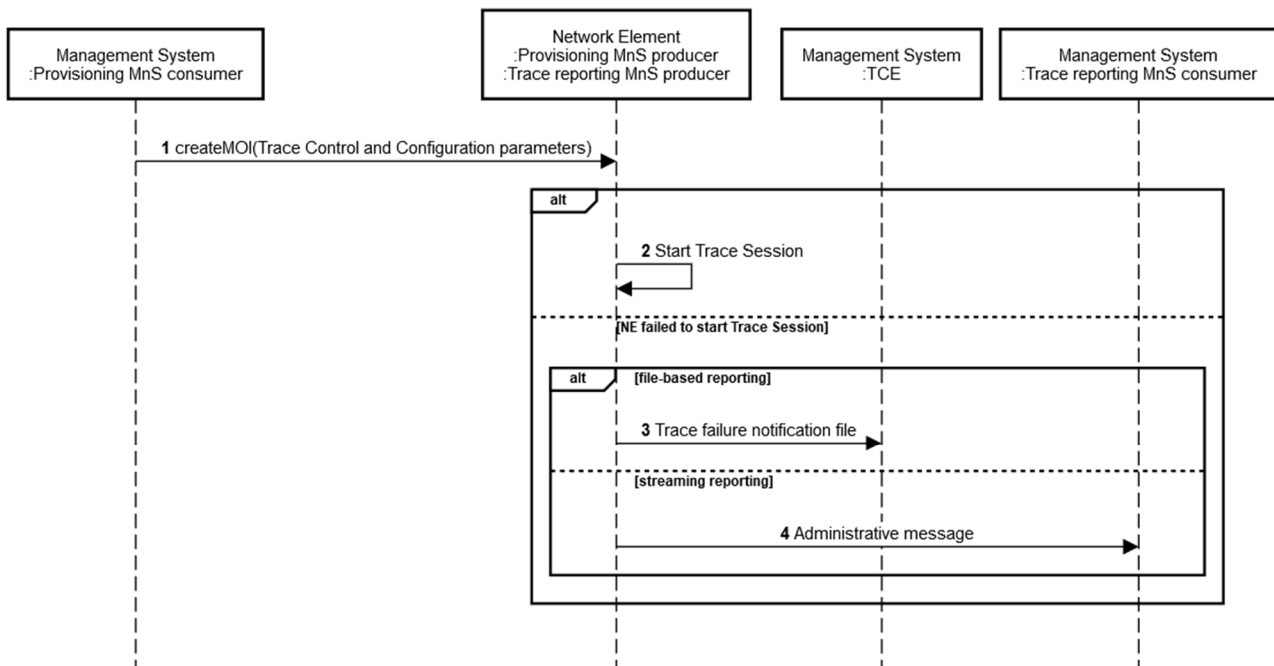 Management System
:Provisioning MnS consumer
Network Element
:Provisioning MnS producer
:Trace reporting MnS producer
Management System
:TCE
Management System
:Trace reporting MnS consumer
1 createMOI(Trace Control and Configuration parameters)
alt
2 Start Trace Session
[NE failed to start Trace Session]
alt
[file-based reporting]
3 Trace failure notification file
[streaming reporting]
4 Administrative message